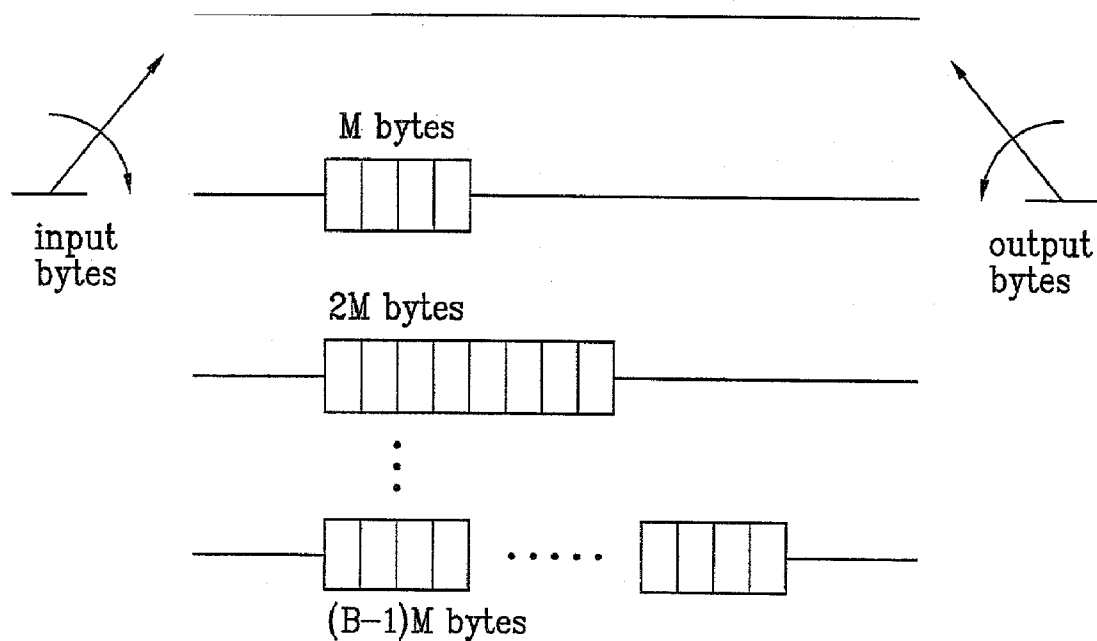 M bytes
input
bytes
output
bytes
2M bytes
(B-1)M bytes